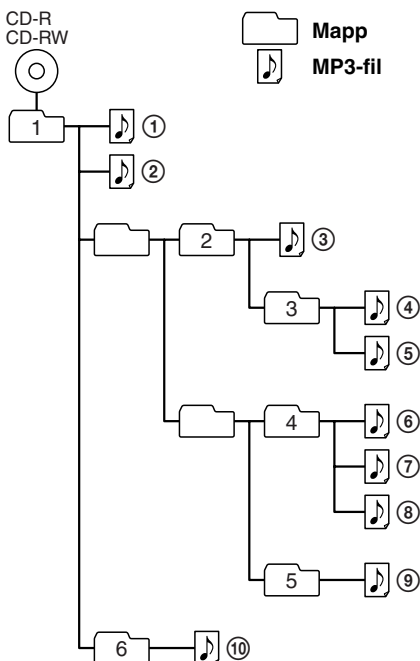 CD-R
CD-RW
Mapp
MP3-fil
1 ①
②
2 ③
3 ④
⑤
4 ⑥
⑦
⑧
5 ⑨
6 ⑩